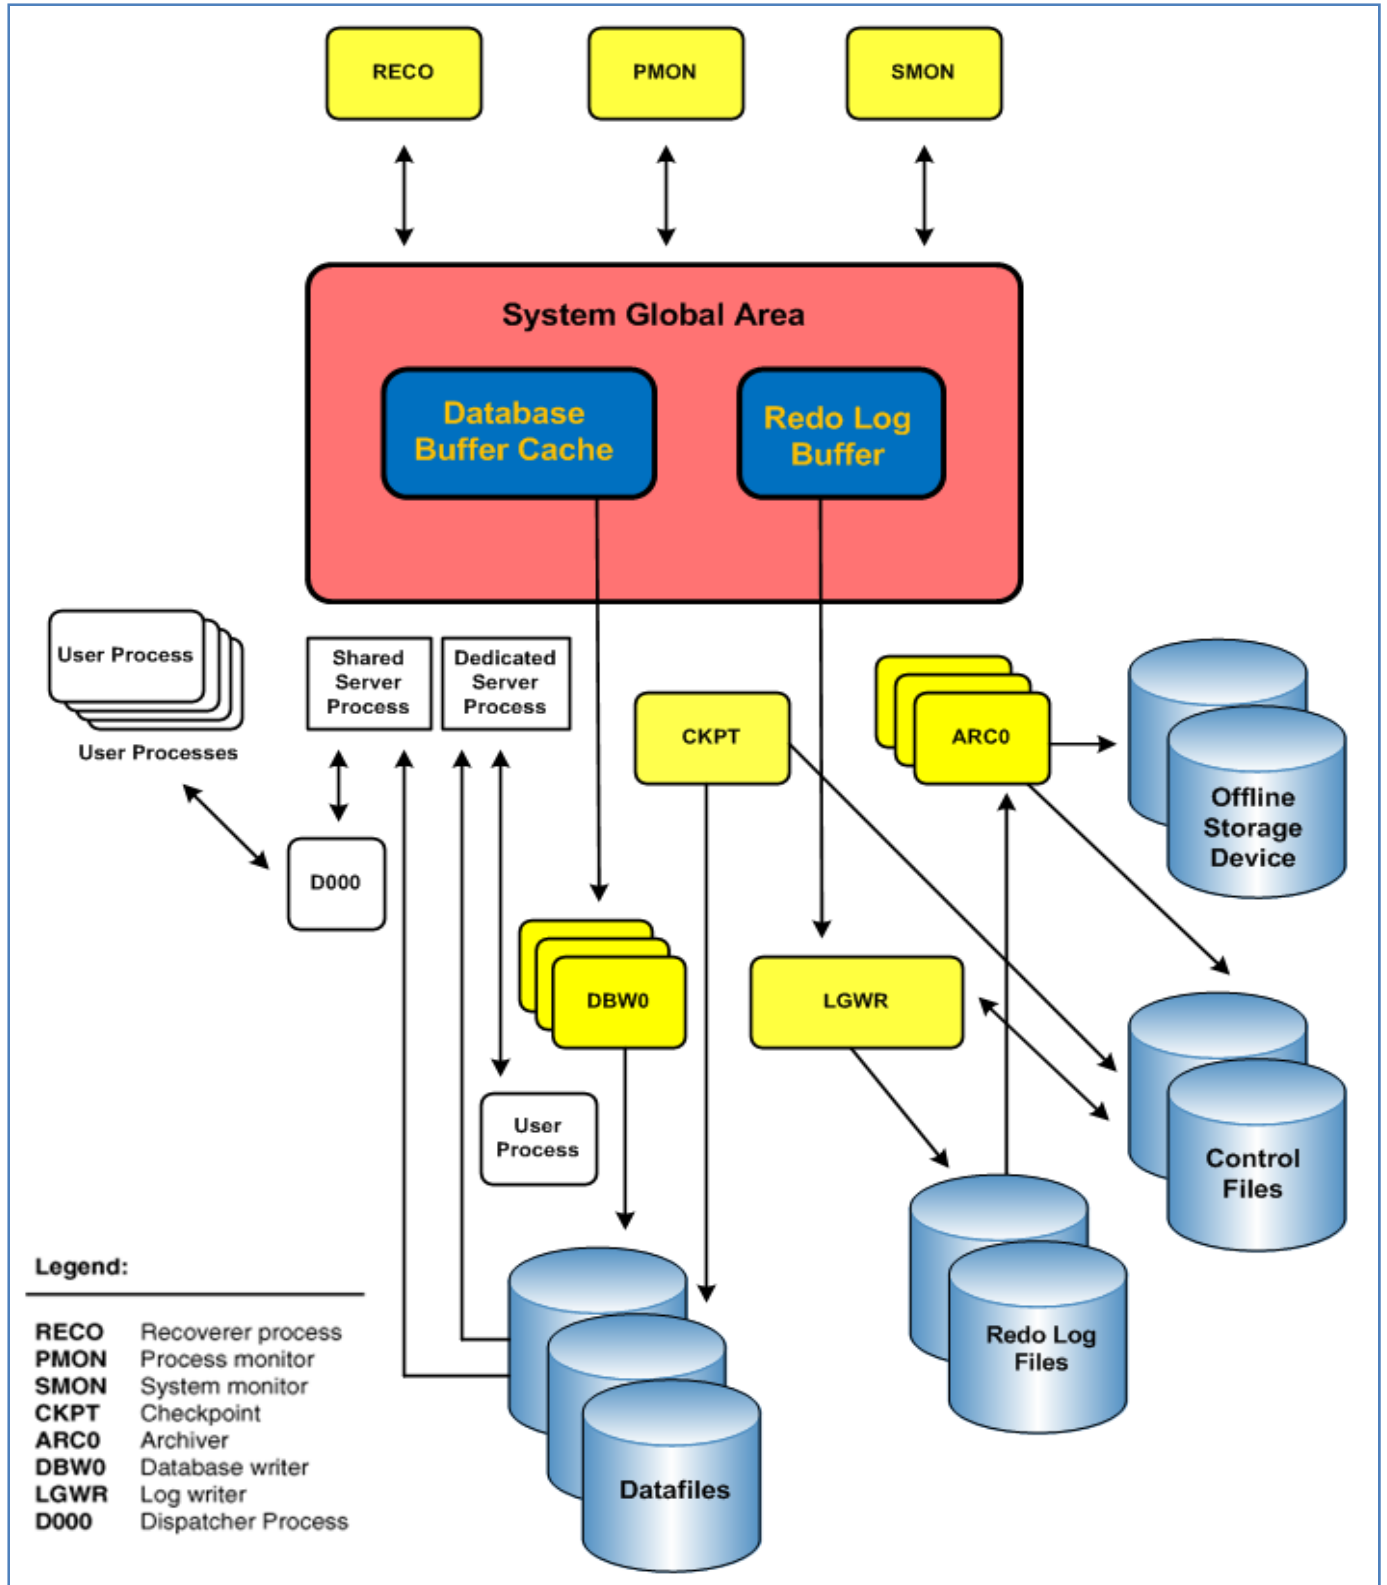 RECO
PMON
SMON
System Global Area
Database
Buffer Cache
Redo Log
Buffer
User Process
User Processes
Shared
Server
Process
Dedicated
Server
Process
CKPT
ARC0
Offline
Storage
Device
D000
DBW0
LGWR
User
Process
Control
Files
Redo Log
Files
Datafiles
Legend:
RECO Recoverer process
PMON Process monitor
SMON System monitor
CKPT Checkpoint
ARC0 Archiver
DBW0 Database writer
LGWR Log writer
D000 Dispatcher Process